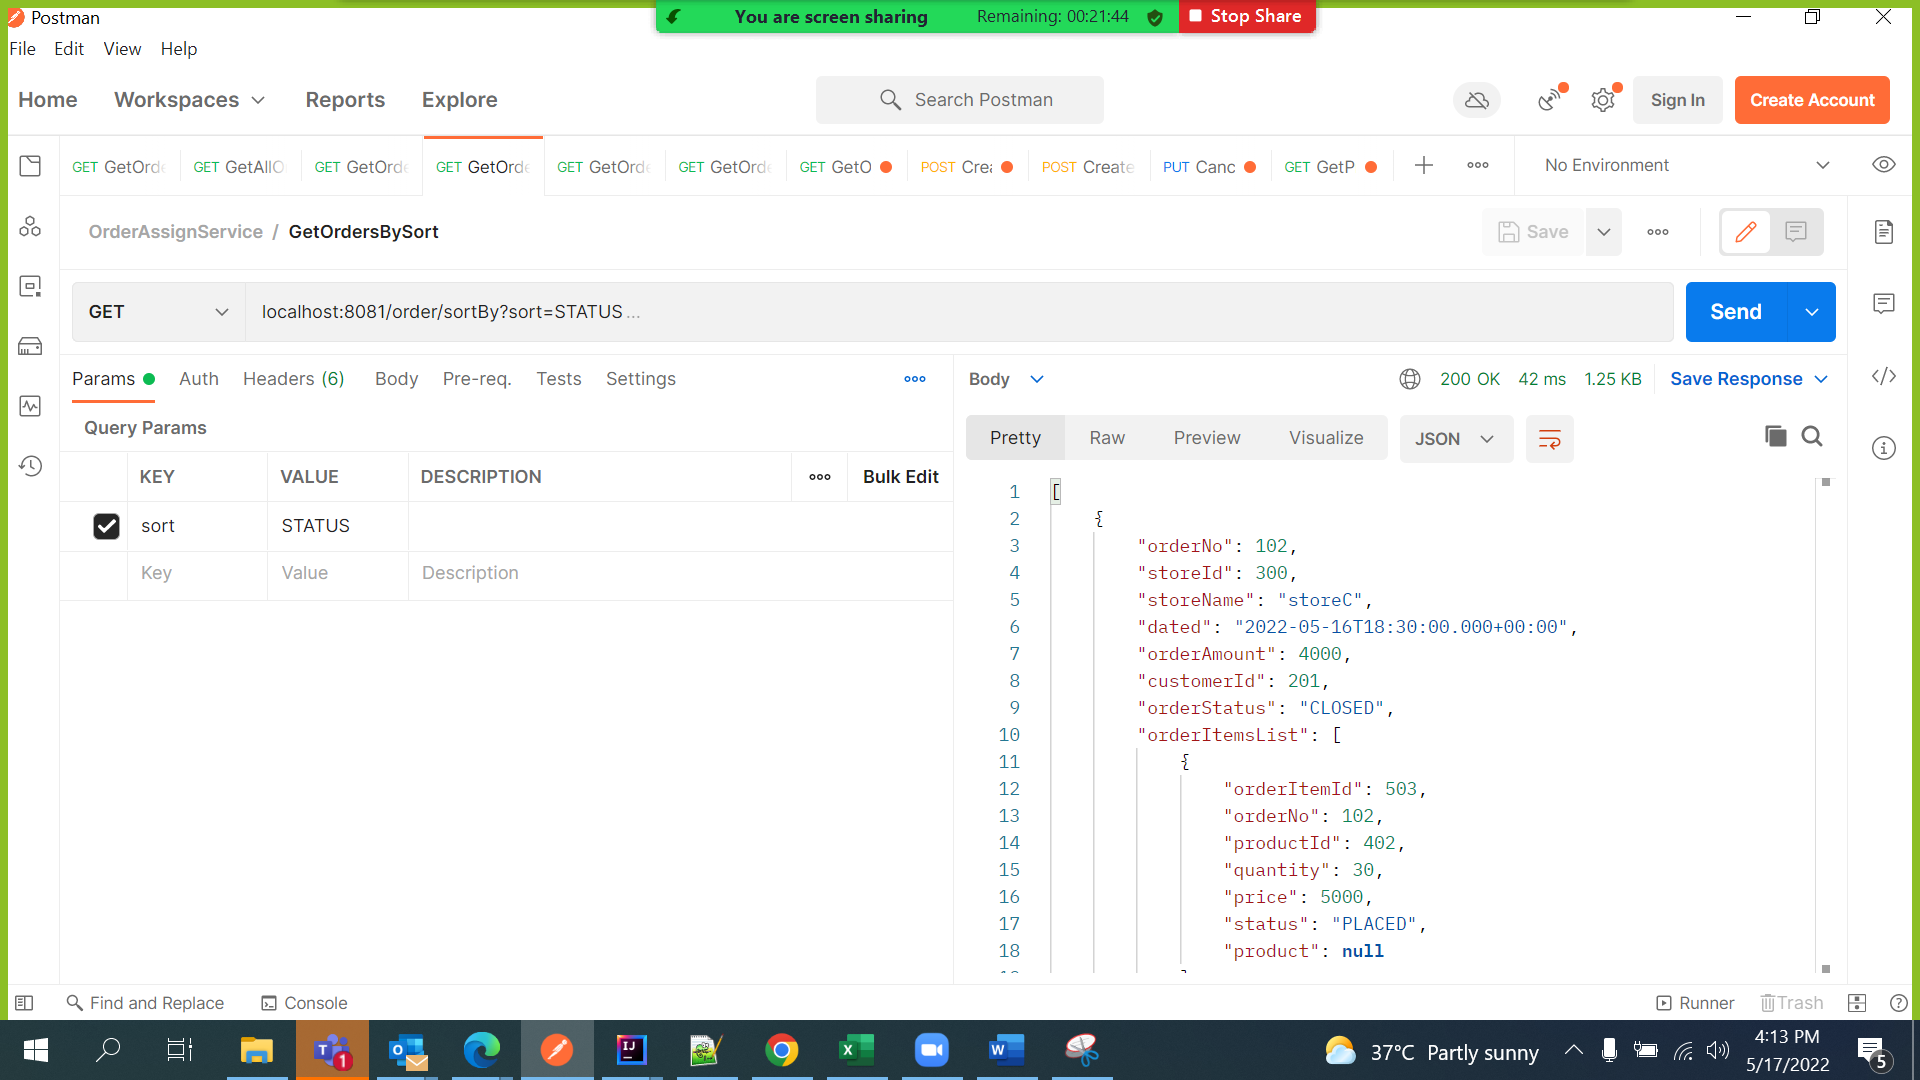 Postman
You are screen sharing Remaining: 00:21:44 Stop Share
File Edit View Help
Home Workspaces Reports Explore Search Postman Sign In Create Account
GET GetOrde GET GetAllO GET GetOrde GET GetOrde GET GetOrde GET GetOrde GET GetO POST Crea POST Create PUT Canc GET GetP No Environment
OrderAssignService / GetOrdersBySort Save
GET localhost:8081/order/sortBy?sort=STATUS ... Send
Params Auth Headers (6) Body Pre-req. Tests Settings
Body 200 OK 42 ms 1.25 KB Save Response
Query Params
Pretty Raw Preview Visualize JSON
KEY VALUE DESCRIPTION Bulk Edit
sort STATUS
Key Value Description
1 [
2 {
3 "orderNo": 102,
4 "storeId": 300,
5 "storeName": "storeC",
6 "dated": "2022-05-16T18:30:00.000+00:00",
7 "orderAmount": 4000,
8 "customerId": 201,
9 "orderStatus": "CLOSED",
10 "orderItemsList": [
11 {
12 "orderItemId": 503,
13 "orderNo": 102,
14 "productId": 402,
15 "quantity": 30,
16 "price": 5000,
17 "status": "PLACED",
18 "product": null
Find and Replace Console Runner Trash
37°C Partly sunny
4:13 PM
5/17/2022
1
5